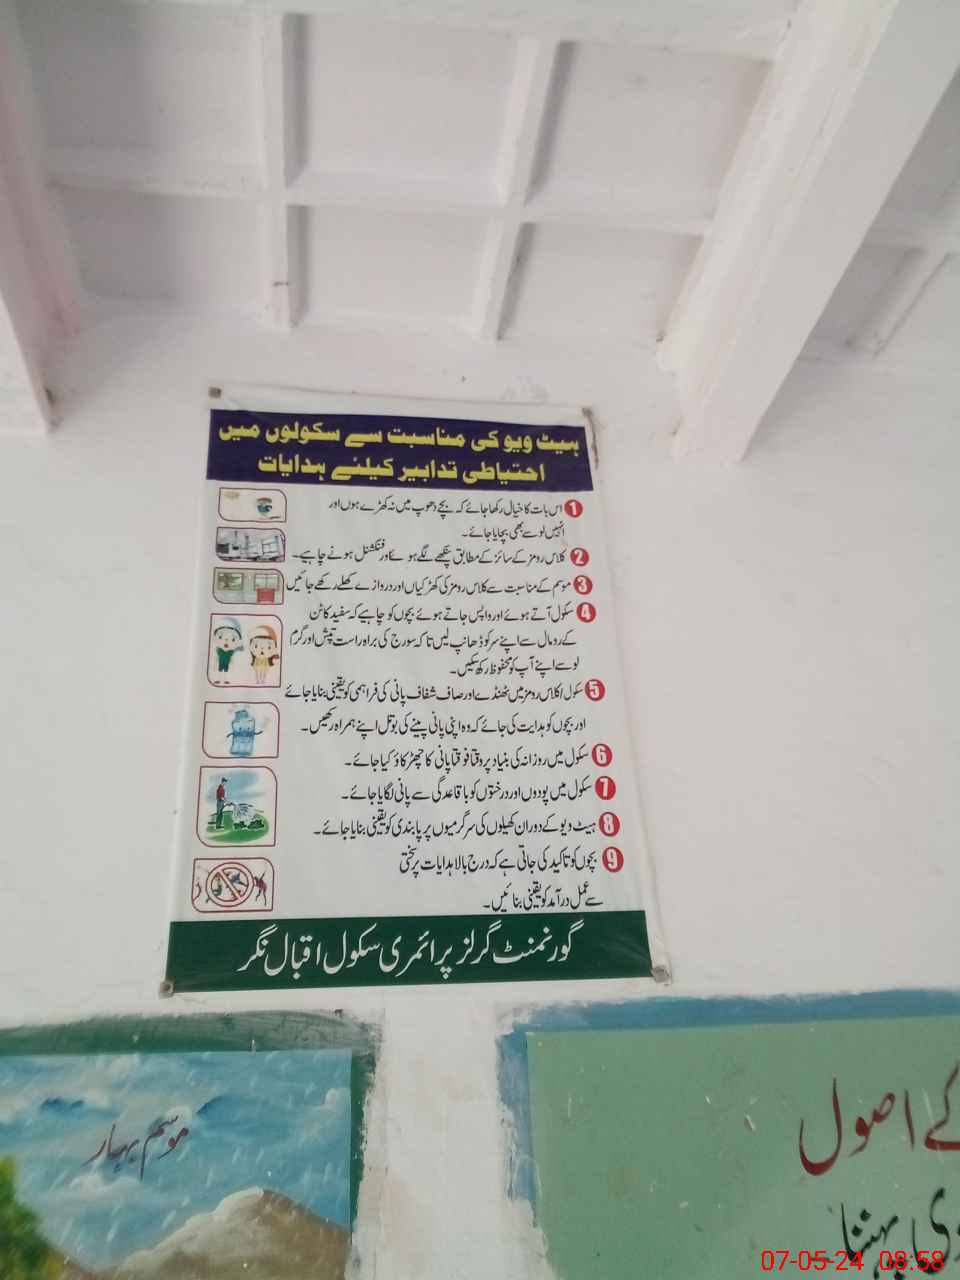 ہیٹ ویو کی مناسبت سے سکولوں میں
احتیاطی تدابیر کیلئے ہدایات
1 اس بات کا خیال رکھا جائے کہ بچے دھوپ میں نہ کھڑے ہوں اور
انہیں لو سے بھی بچایا جائے۔
2 کلاس رومز کے سائز کے مطابق پنکھے لگے ہوئے اور فنکشنل ہونے چاہیے۔
3 موسم کے مناسبت سے کلاس رومز کی کھڑکیاں اور دروازے کھلے رکھے جائیں
4 سکول آتے ہوئے اور واپس جاتے ہوئے بچوں کو چاہیے کہ سفید کاٹن
کے رومال سے اپنے سر کو ڈھانپ لیں تاکہ سورج کی براہ راست تپش اور گرم
لو سے اپنے آپ کو محفوظ رکھ سکیں۔
5 سکول اکلاس رومز میں ٹھنڈے اور صاف شفاف پانی کی فراہمی کو یقینی بنایا جائے
اور بچوں کو ہدایت کی جائے کہ وہ اپنی پانی پینے کی بوتل اپنے ہمراہ رکھیں۔
6 سکول میں روزانہ کی بنیاد پر وقتا فوقتا پانی کا چھڑکاؤ کیا جائے۔
7 سکول میں پودوں اور درختوں کو باقاعدگی سے پانی لگایا جائے۔
8 ہیٹ ویو کے دوران کھیلوں کی سرگرمیوں پر پابندی کو یقینی بنایا جائے۔
9 بچوں کو تاکید کی جاتی ہے کہ درج بالا ہدایات پر سختی
سے عمل درآمد کو یقینی بنائیں۔
گورنمنٹ گرلز پرائمری سکول اقبال نگر
موسم بہار
کے اصول
پہننا
07-05-24 08:58